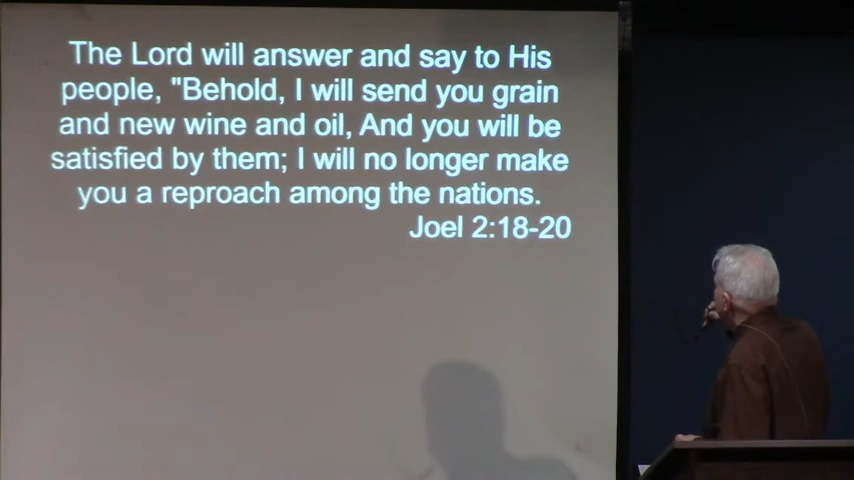 The Lord will answer and say to His
people, "Behold, I will send you grain
and new wine and oil, And you will be
satisfied by them; I will no longer make
you a reproach among the nations.
Joel 2:18-20